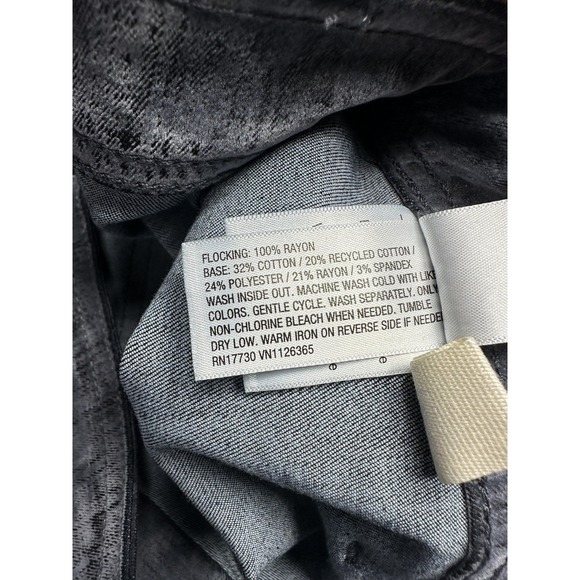 FLOCKING: 100% RAYON
BASE: 32% COTTON / 20% RECYCLED COTTON /
24% POLYESTER / 21% RAYON / 3% SPANDEX
WASH INSIDE OUT. MACHINE WASH COLD WITH LIKE
COLORS. GENTLE CYCLE. WASH SEPARATELY. ONLY
NON-CHLORINE BLEACH WHEN NEEDED. TUMBLE
DRY LOW. WARM IRON ON REVERSE SIDE IF NEEDED
RN17730 VN1126365